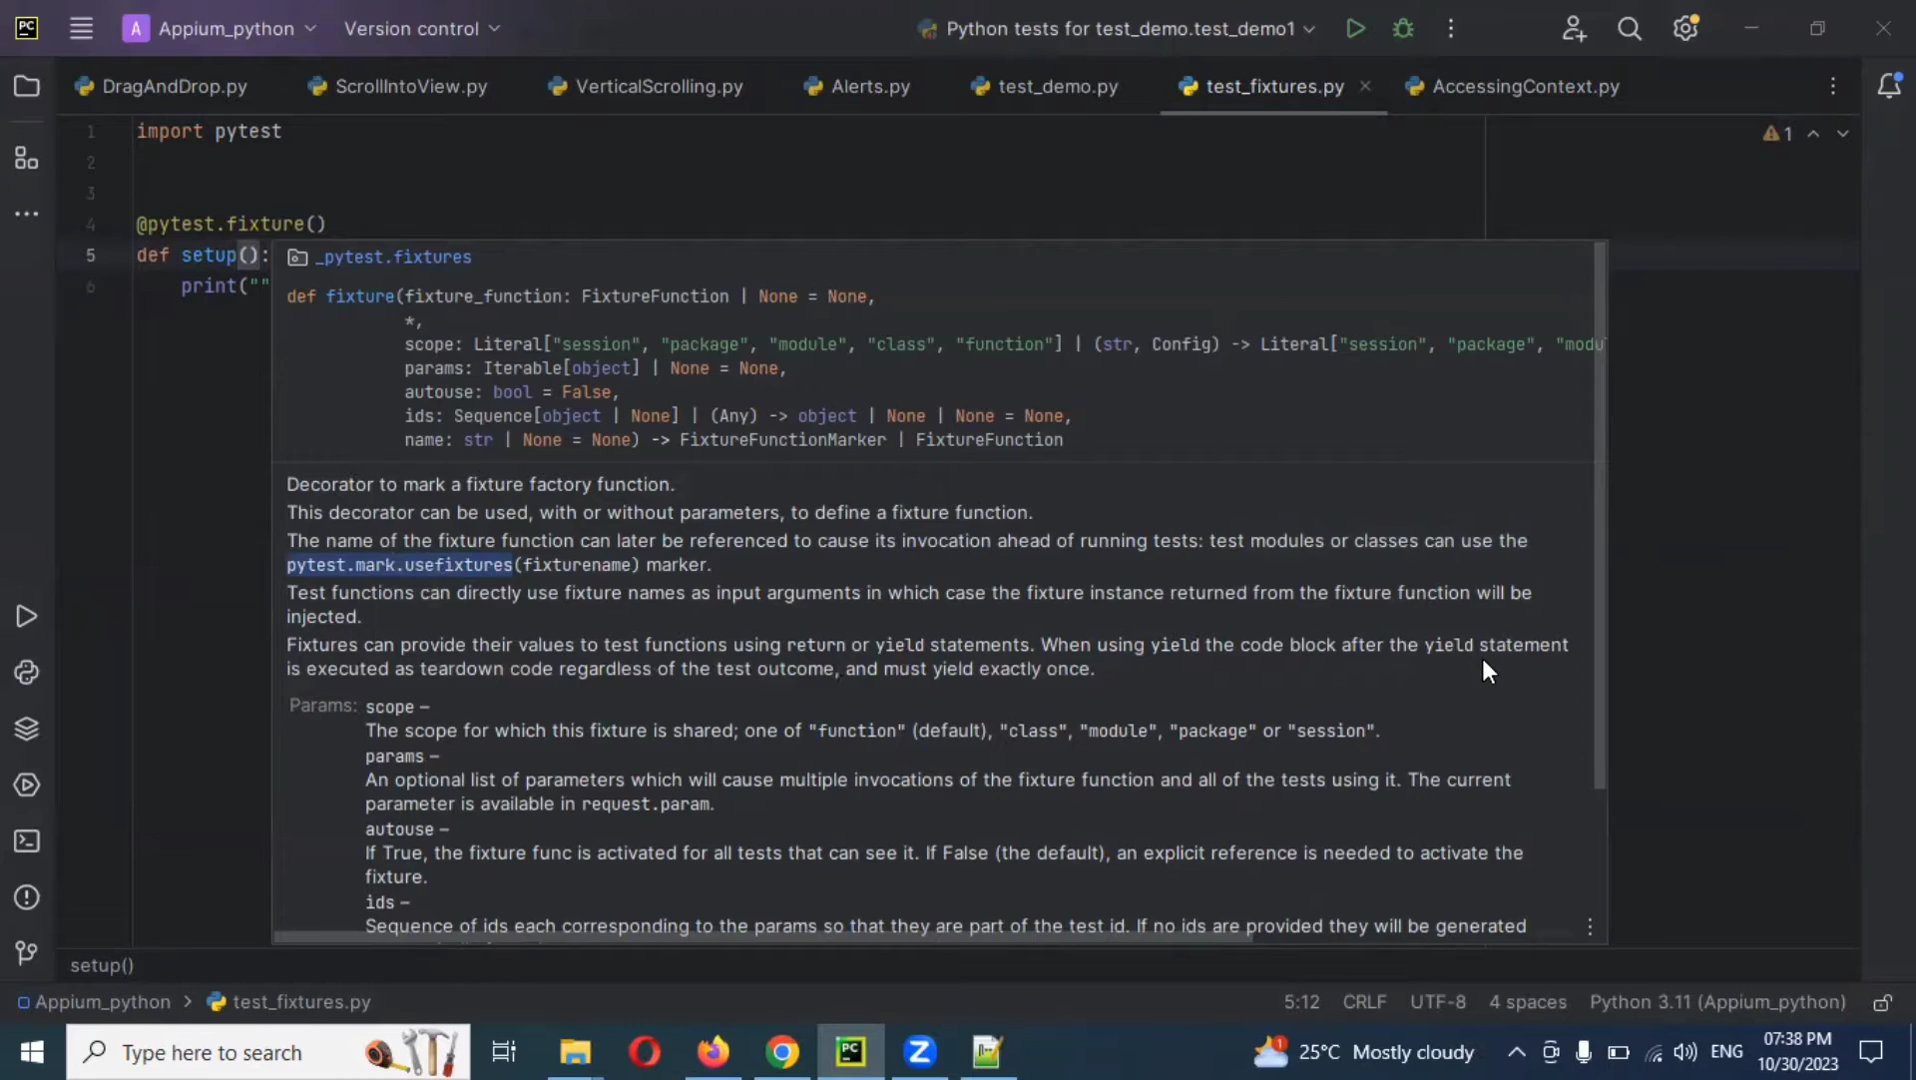 PC A Appium_python Version control Python tests for test_demo.test_demo1
DragAndDrop.py ScrollIntoView.py VerticalScrolling.py Alerts.py test_demo.py test_fixtures.py AccessingContext.py
1 import pytest 1
2
3
4 @pytest.fixture()
5 def setup():
6 print(""
_pytest.fixtures
def fixture(fixture_function: FixtureFunction | None = None,
*,
scope: Literal["session", "package", "module", "class", "function"] | (str, Config) -> Literal["session", "package", "modu
params: Iterable[object] | None = None,
autouse: bool = False,
ids: Sequence[object | None] | (Any) -> object | None | None = None,
name: str | None = None) -> FixtureFunctionMarker | FixtureFunction
Decorator to mark a fixture factory function.
This decorator can be used, with or without parameters, to define a fixture function.
The name of the fixture function can later be referenced to cause its invocation ahead of running tests: test modules or classes can use the
pytest.mark.usefixtures(fixturename) marker.
Test functions can directly use fixture names as input arguments in which case the fixture instance returned from the fixture function will be
injected.
Fixtures can provide their values to test functions using return or yield statements. When using yield the code block after the yield statement
is executed as teardown code regardless of the test outcome, and must yield exactly once.
Params: scope –
The scope for which this fixture is shared; one of "function" (default), "class", "module", "package" or "session".
params –
An optional list of parameters which will cause multiple invocations of the fixture function and all of the tests using it. The current
parameter is available in request.param.
autouse –
If True, the fixture func is activated for all tests that can see it. If False (the default), an explicit reference is needed to activate the
fixture.
ids –
Sequence of ids each corresponding to the params so that they are part of the test id. If no ids are provided they will be generated
setup()
Appium_python > test_fixtures.py 5:12 CRLF UTF-8 4 spaces Python 3.11 (Appium_python)
Type here to search PC 25°C Mostly cloudy ENG 07:38 PM
10/30/2023